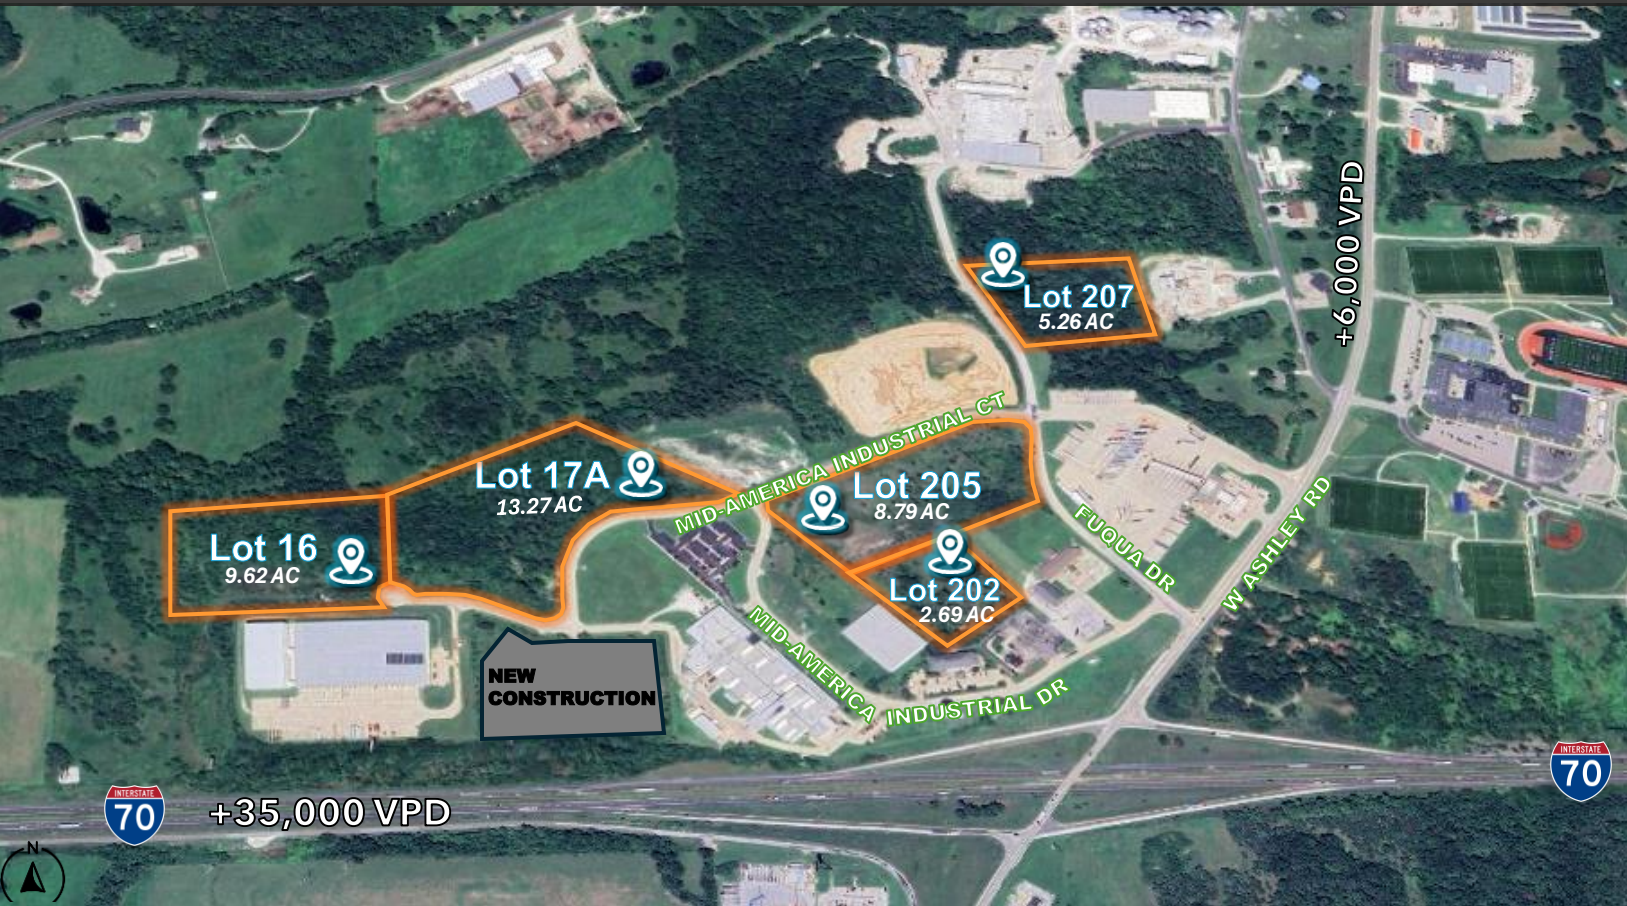 +6,000 VPD
Lot 207
5.26 AC
MID-AMERICA INDUSTRIAL CT
Lot 17A
13.27 AC
Lot 205
8.79 AC
Lot 16
9.62 AC
Lot 202
2.69 AC
FUQUA DR
W ASHLEY RD
MID-AMERICA INDUSTRIAL DR
NEW
CONSTRUCTION
INTERSTATE
70
INTERSTATE
70
+35,000 VPD
N